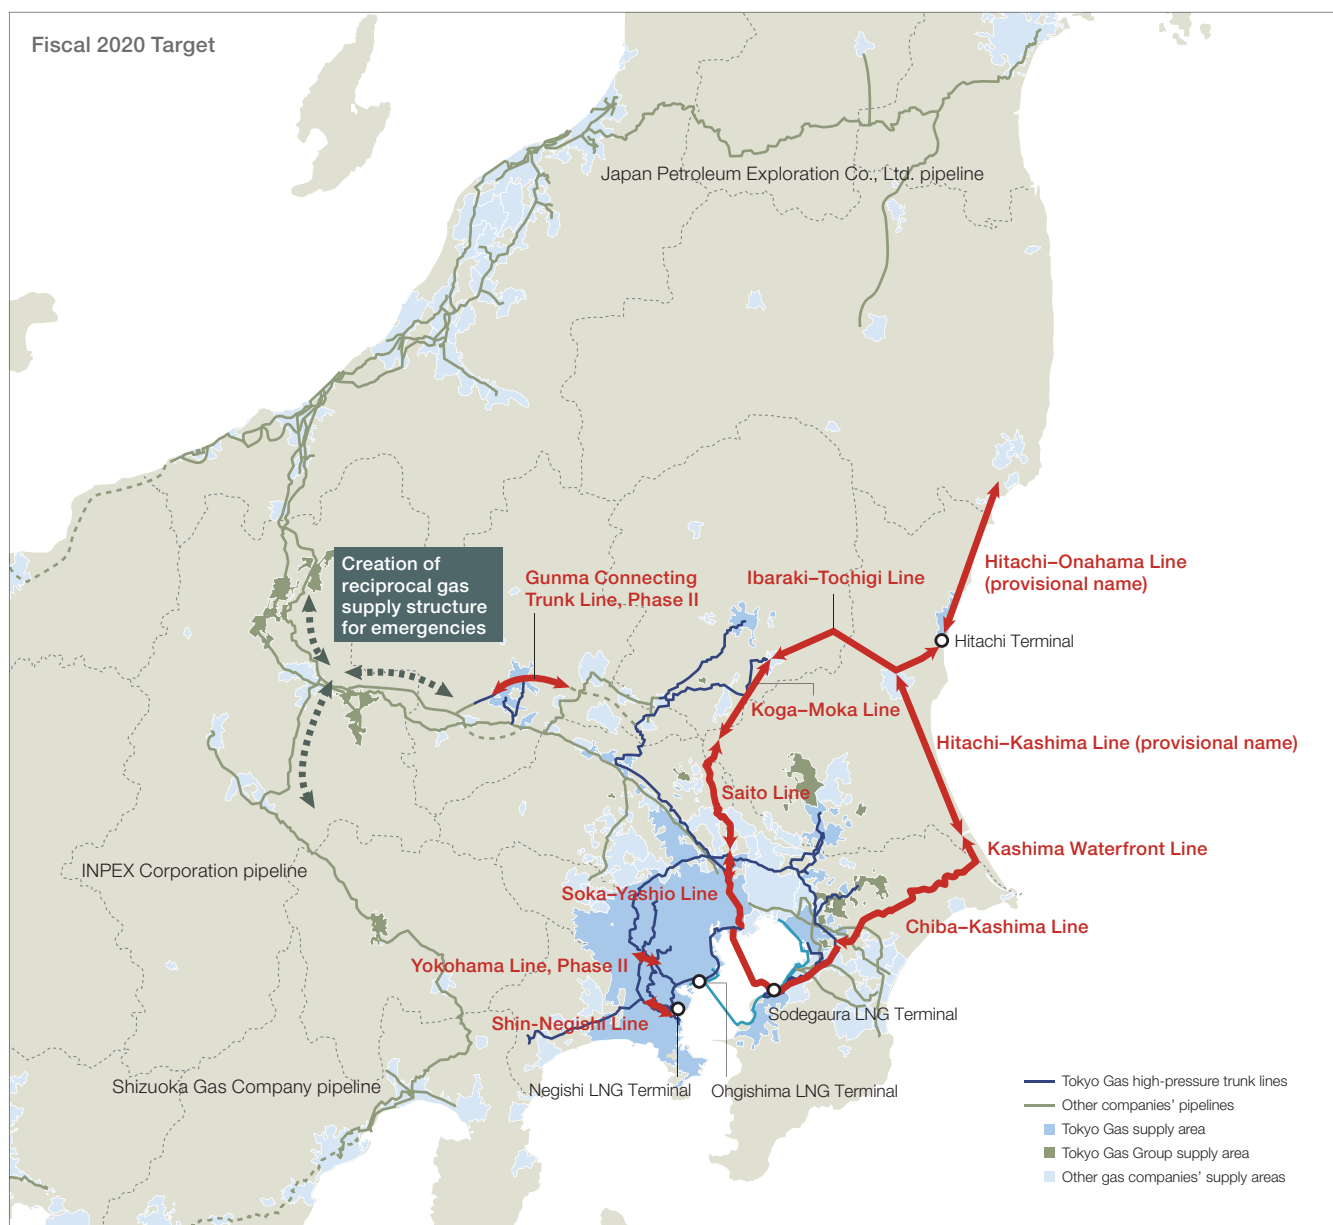 Fiscal 2020 Target
Japan Petroleum Exploration Co., Ltd. pipeline
Creation of
reciprocal gas
supply structure
for emergencies
Gunma Connecting
Trunk Line, Phase II
Ibaraki–Tochigi Line
Hitachi–Onahama Line
(provisional name)
Hitachi Terminal
Koga–Moka Line
Hitachi–Kashima Line (provisional name)
Saito Line
Kashima Waterfront Line
INPEX Corporation pipeline
Soka–Yashio Line
Chiba–Kashima Line
Yokohama Line, Phase II
Sodegaura LNG Terminal
Shin-Negishi Line
Shizuoka Gas Company pipeline
Negishi LNG Terminal
Ohgishima LNG Terminal
Tokyo Gas high-pressure trunk lines
Other companies' pipelines
Tokyo Gas supply area
Tokyo Gas Group supply area
Other gas companies' supply areas